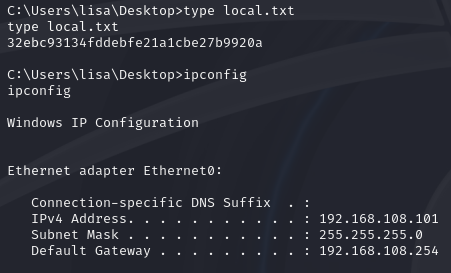 C:\Users\lisa\Desktop>type local.txt
type local.txt
32ebc93134fddebfe21a1cbe27b9920a
C:\Users\lisa\Desktop>ipconfig
ipconfig
Windows IP Configuration
Ethernet adapter Ethernet0:
   Connection-specific DNS Suffix  . :
   IPv4 Address. . . . . . . . . . . : 192.168.108.101
   Subnet Mask . . . . . . . . . . . : 255.255.255.0
   Default Gateway . . . . . . . . . : 192.168.108.254